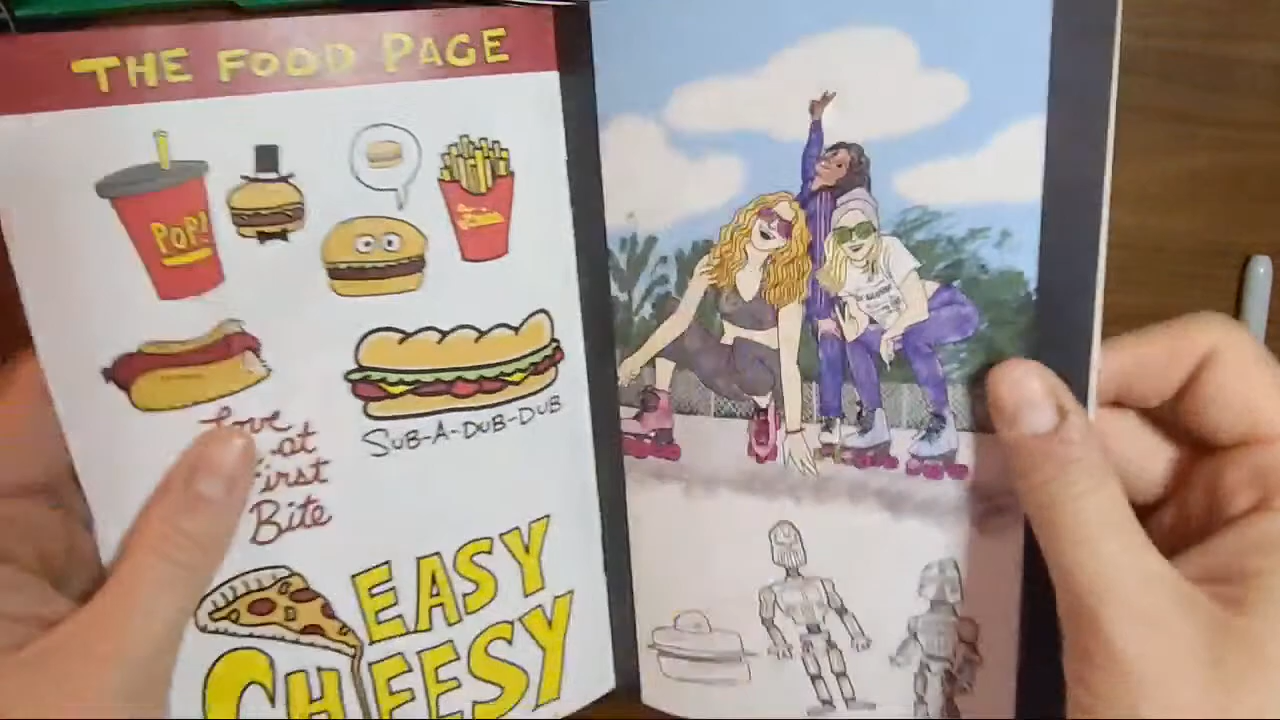 THE FOOD PAGE
POP!
SUB-A-DUB-DUB
Love
at
First
Bite
EASY
CHEESY